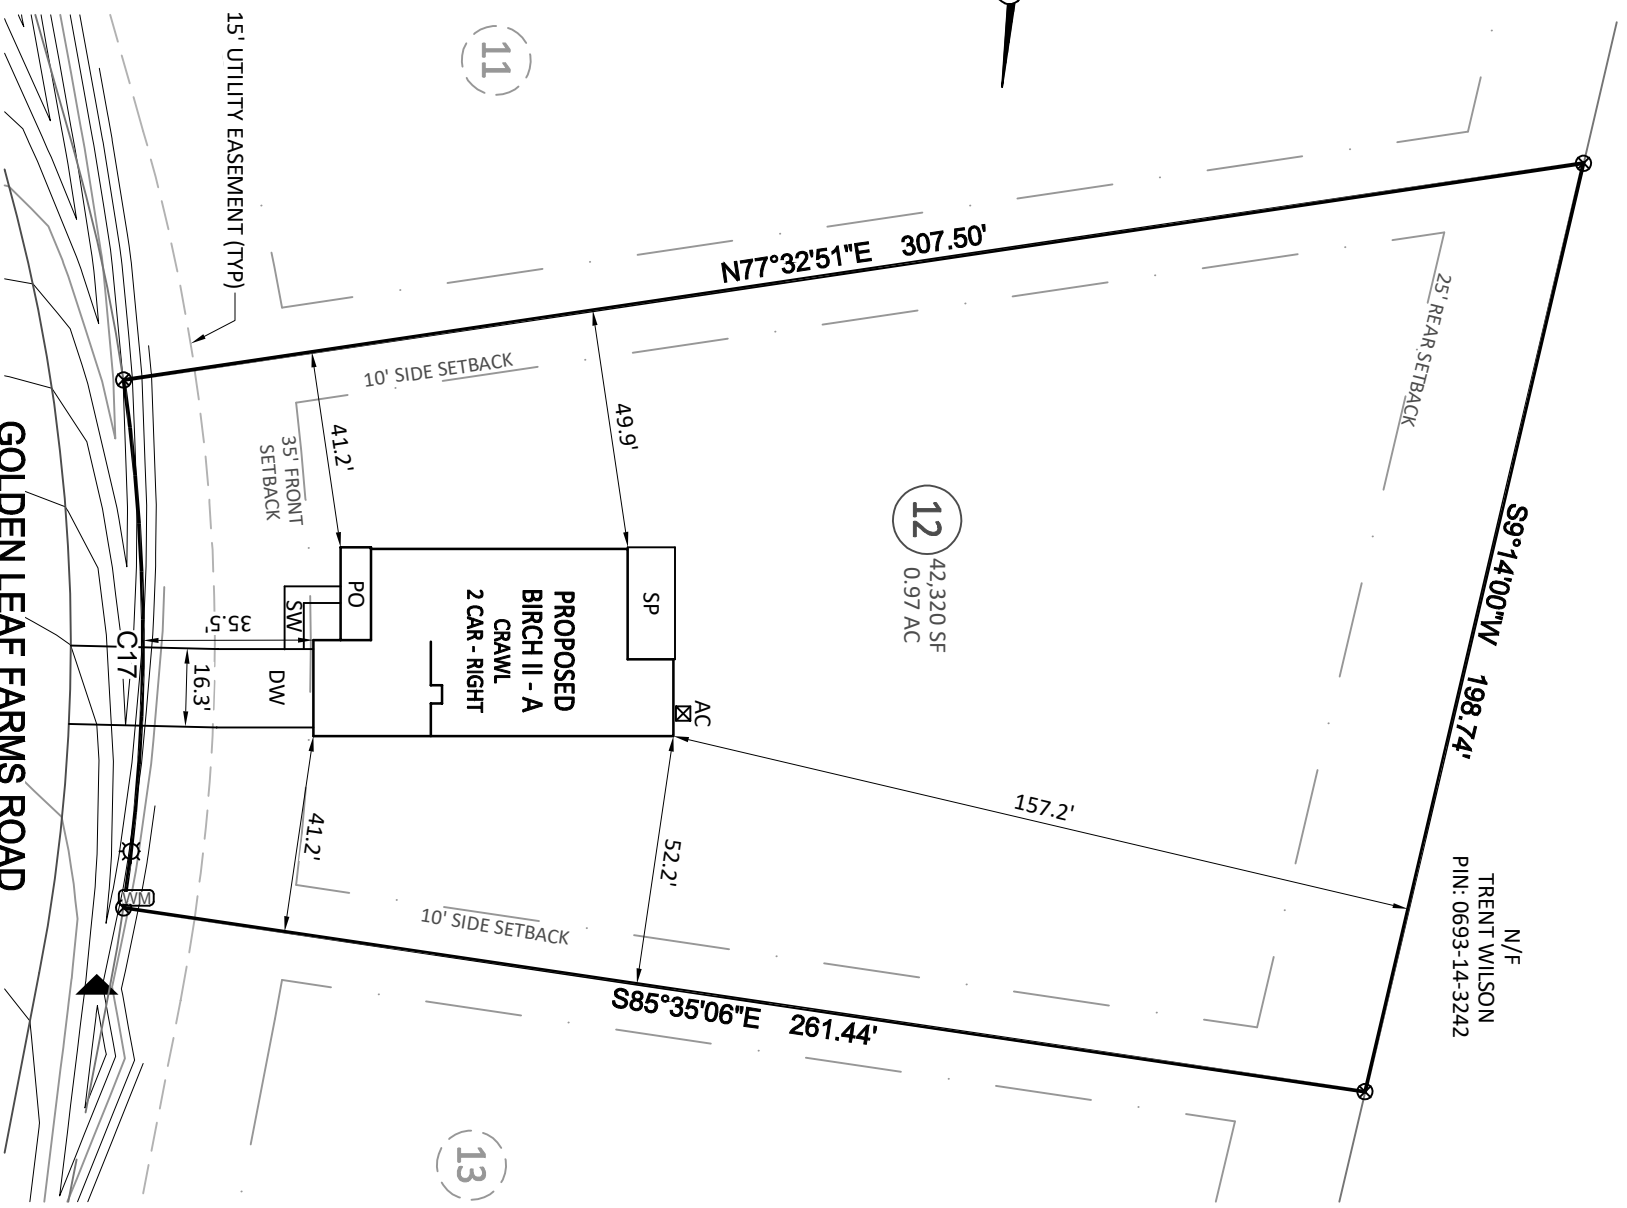 15' UTILITY EASEMENT (TYP)
11
N77°32'51"E 307.50'
25' REAR SETBACK
10' SIDE SETBACK
49.9'
41.2'
35' FRONT
SETBACK
12
42,320 SF
0.97 AC
S9°14'00"W 198.74'
GOLDEN LEAF FARMS ROAD
PO
SP
SW
PROPOSED
BIRCH II - A
CRAWL
2 CAR - RIGHT
35.5'
C17
16.3'
DW
AC
157.2'
41.2'
52.2'
WM
10' SIDE SETBACK
S85°35'06"E 261.44'
N/F
TRENT WILSON
PIN: 0693-14-3242
13